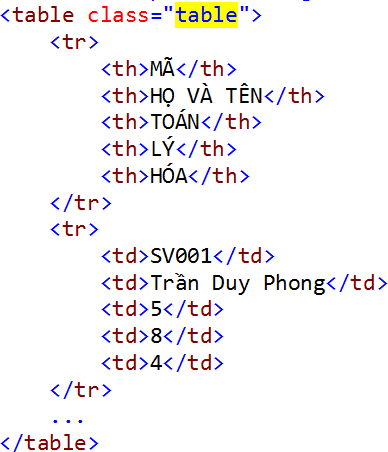 <table class="table">
    <tr>
        <th>MÃ</th>
        <th>HỌ VÀ TÊN</th>
        <th>TOÁN</th>
        <th>LÝ</th>
        <th>HÓA</th>
    </tr>
    <tr>
        <td>SV001</td>
        <td>Trần Duy Phong</td>
        <td>5</td>
        <td>8</td>
        <td>4</td>
    </tr>
    ...
</table>